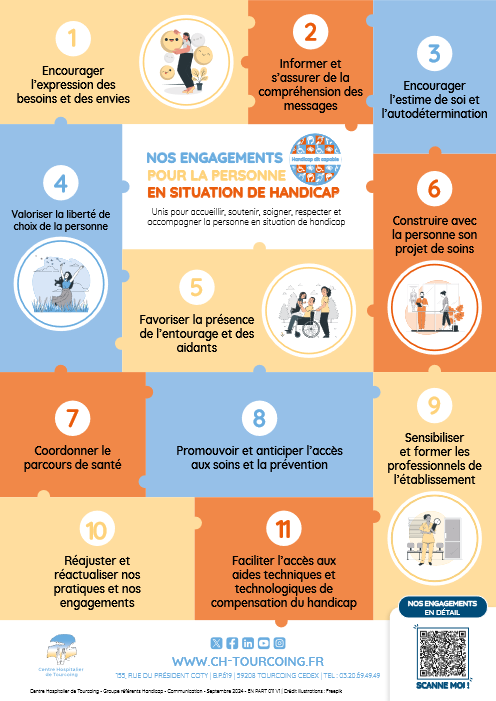 1
Encourager
l'expression des
besoins et des envies
2
Informer et
s'assurer de la
compréhension des
messages
3
Encourager
l'estime de soi et
l'autodétermination
4
Valoriser la liberté de
choix de la personne
NOS ENGAGEMENTS
POUR LA PERSONNE
EN SITUATION DE HANDICAP
Handicap dit capable
Unis pour accueillir, soutenir, soigner, respecter et
accompagner la personne en situation de handicap
5
Favoriser la présence
de l'entourage et des
aidants
6
Construire avec
la personne son
projet de soins
7
Coordonner le
parcours de santé
8
Promouvoir et anticiper l'accès
aux soins et la prévention
9
Sensibiliser
et former les
professionnels de
l'établissement
10
Réajuster et
réactualiser nos
pratiques et nos
engagements
11
Faciliter l'accès aux
aides techniques et
technologiques de
compensation du handicap
NOS ENGAGEMENTS
EN DÉTAIL
SCANNE MOI !
Centre Hospitalier
de Tourcoing
WWW.CH-TOURCOING.FR
155, RUE DU PRÉSIDENT COTY | B.P.619 | 59208 TOURCOING CEDEX | TEL : 03.20.69.49.49
Centre Hospitalier de Tourcoing - Groupe référents Handicap - Communication - Septembre 2024 - EN PART 011 V1 | Crédit illustrations : Freepik